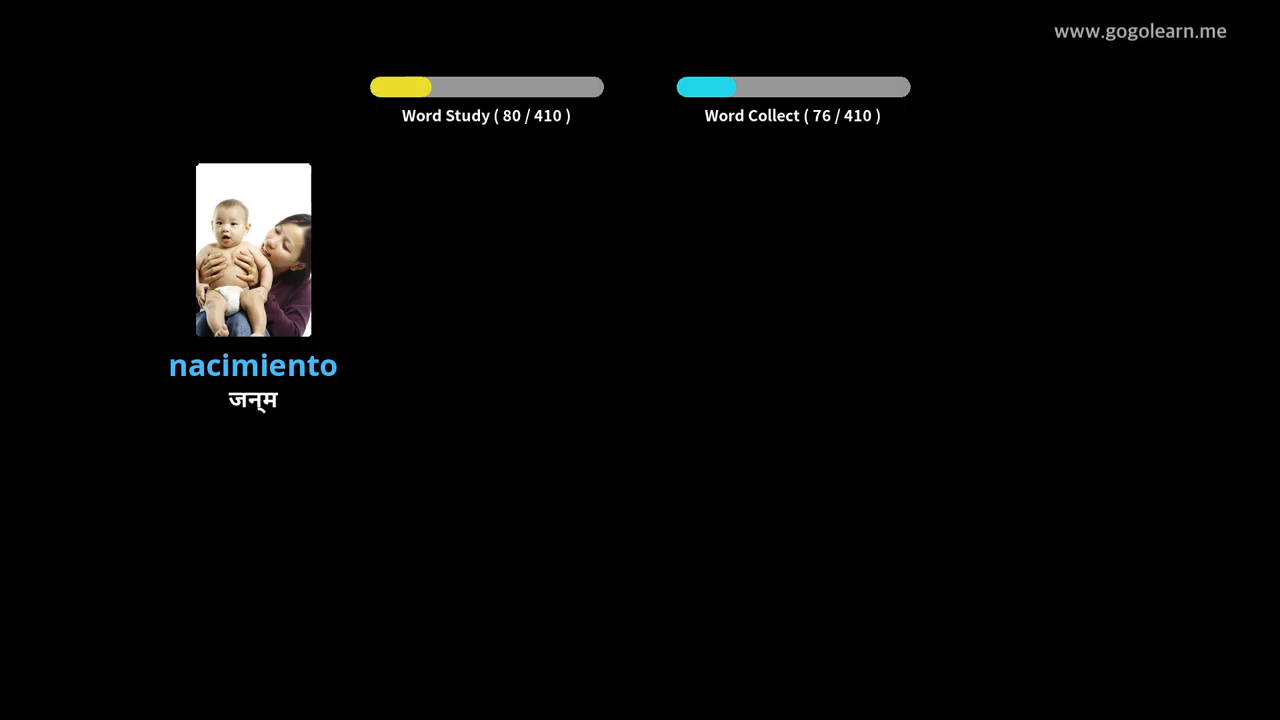 www.gogolearn.me
Word Study ( 80 / 410 )
Word Collect ( 76 / 410 )
nacimiento
जन्म